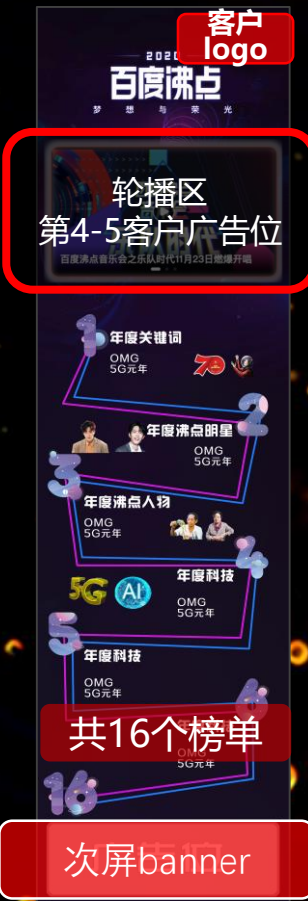 客户
logo
2020
百度沸点
梦 想 与 荣 光
轮播区
第4-5客户广告位
百度沸点音乐会之乐队时代11月23日燃爆开唱
1
年度关键词
OMG
5G元年
70
2
年度沸点明星
OMG
5G元年
3
年度沸点人物
OMG
5G元年
4
年度科技
5G
AI
OMG
5G元年
5
年度科技
OMG
5G元年
6
共16个榜单
OMG
5G元年
16
次屏banner